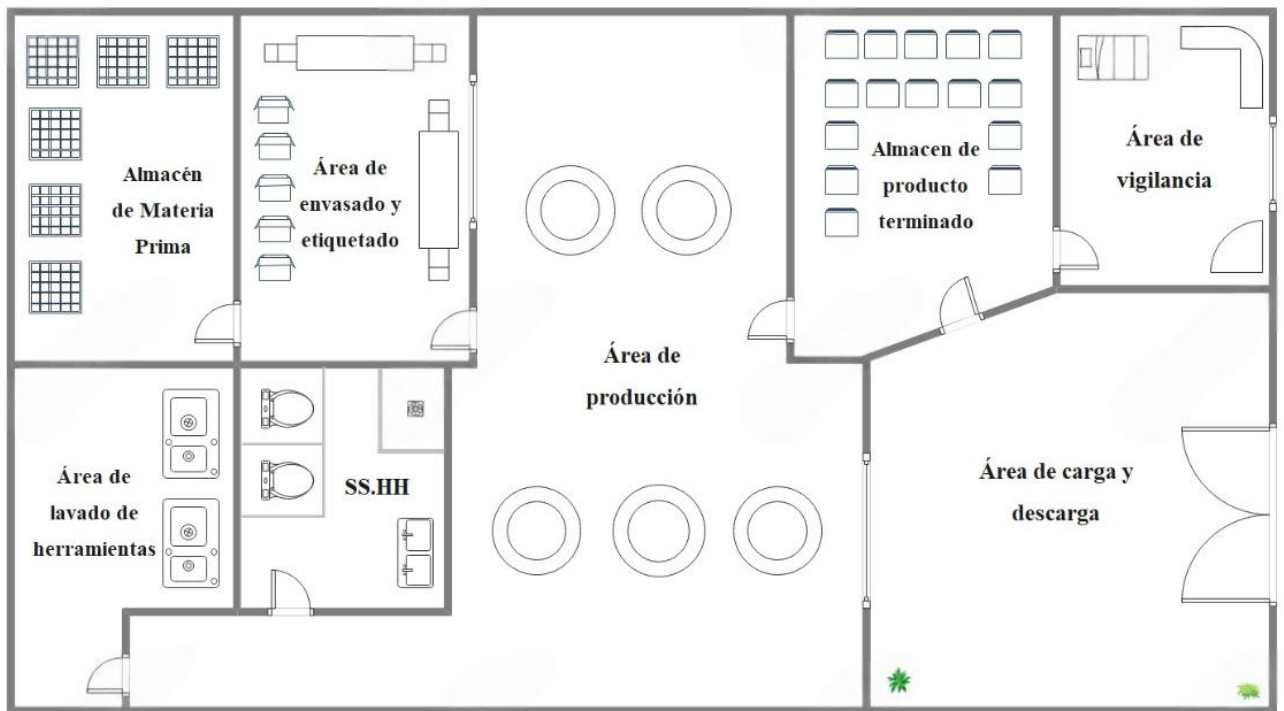 Almacén
de Materia
Prima
Área de
envasado y
etiquetado
Área de
producción
Almacen de
producto
terminado
Área de
vigilancia
Área de
lavado de
herramientas
SS.HH
Área de carga y
descarga